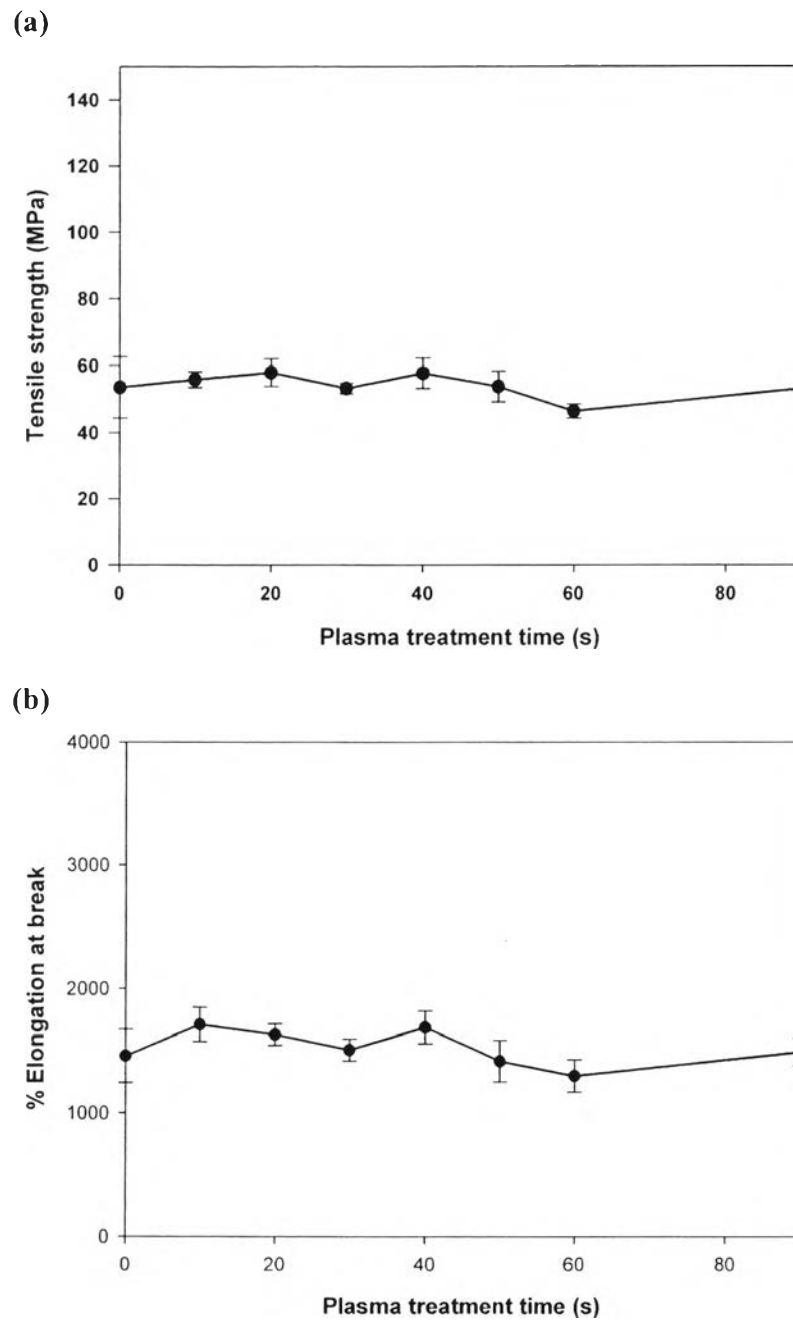 (a)
140
120
100
80
60
40
20
0
Tensile strength (MPa)
0 20 40 60 80
Plasma treatment time (s)
(b)
4000
3000
2000
1000
0
% Elongation at break
0 20 40 60 80
Plasma treatment time (s)